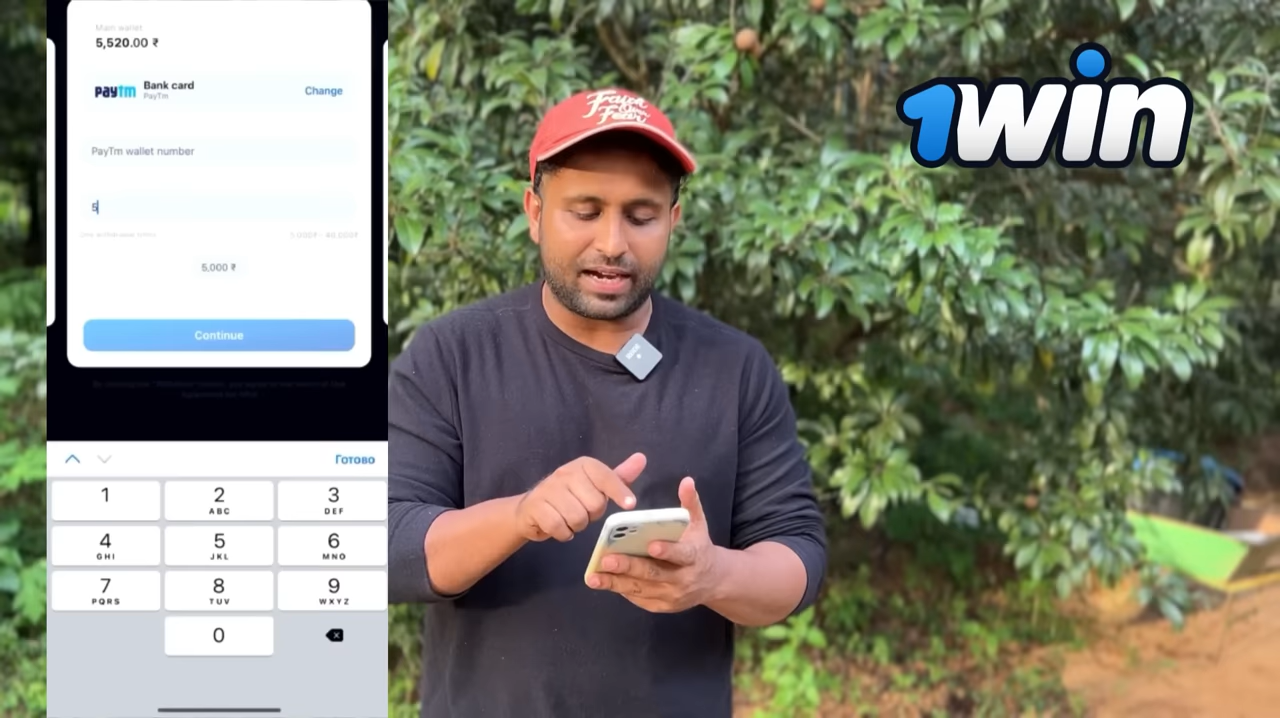 Main wallet
5,520.00 ₹
paytm
Bank card
PayTm
Change
PayTm wallet number
5
5,000 ₹
Continue
Готово
1
2
ABC
3
DEF
4
GHI
5
JKL
6
MNO
7
PQRS
8
TUV
9
WXYZ
0
Fear
1win